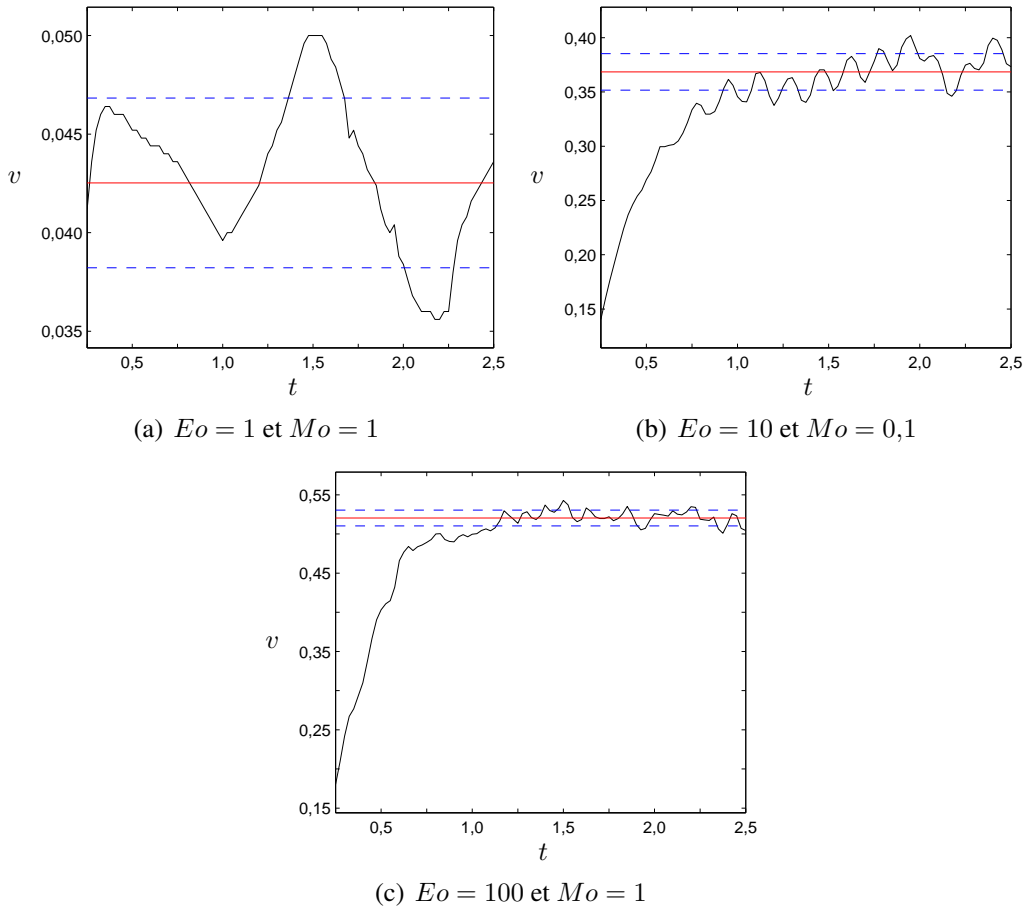 0,050
0,045
v
0,040
0,035
0,5 1,0 1,5 2,0 2,5
t
(a) Eo = 1 et Mo = 1
0,40
0,35
0,30
v
0,25
0,20
0,15
0,5 1,0 1,5 2,0 2,5
t
(b) Eo = 10 et Mo = 0,1
0,55
0,45
v
0,35
0,25
0,15
0,5 1,0 1,5 2,0 2,5
t
(c) Eo = 100 et Mo = 1